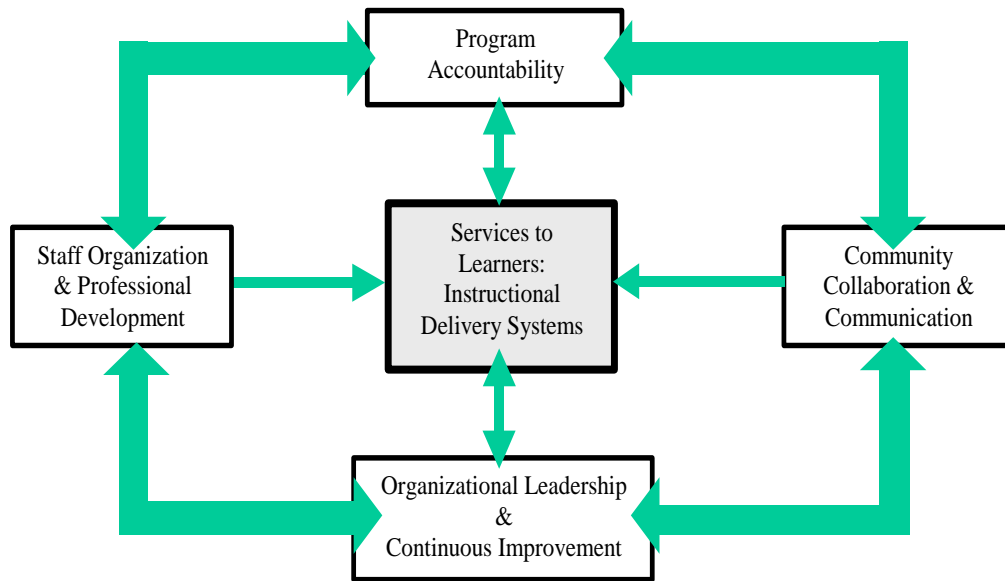 Program
Accountability
Services to
Learners:
Instructional
Delivery Systems
Staff Organization
& Professional
Development
Community
Collaboration &
Communication
Organizational Leadership
&
Continuous Improvement